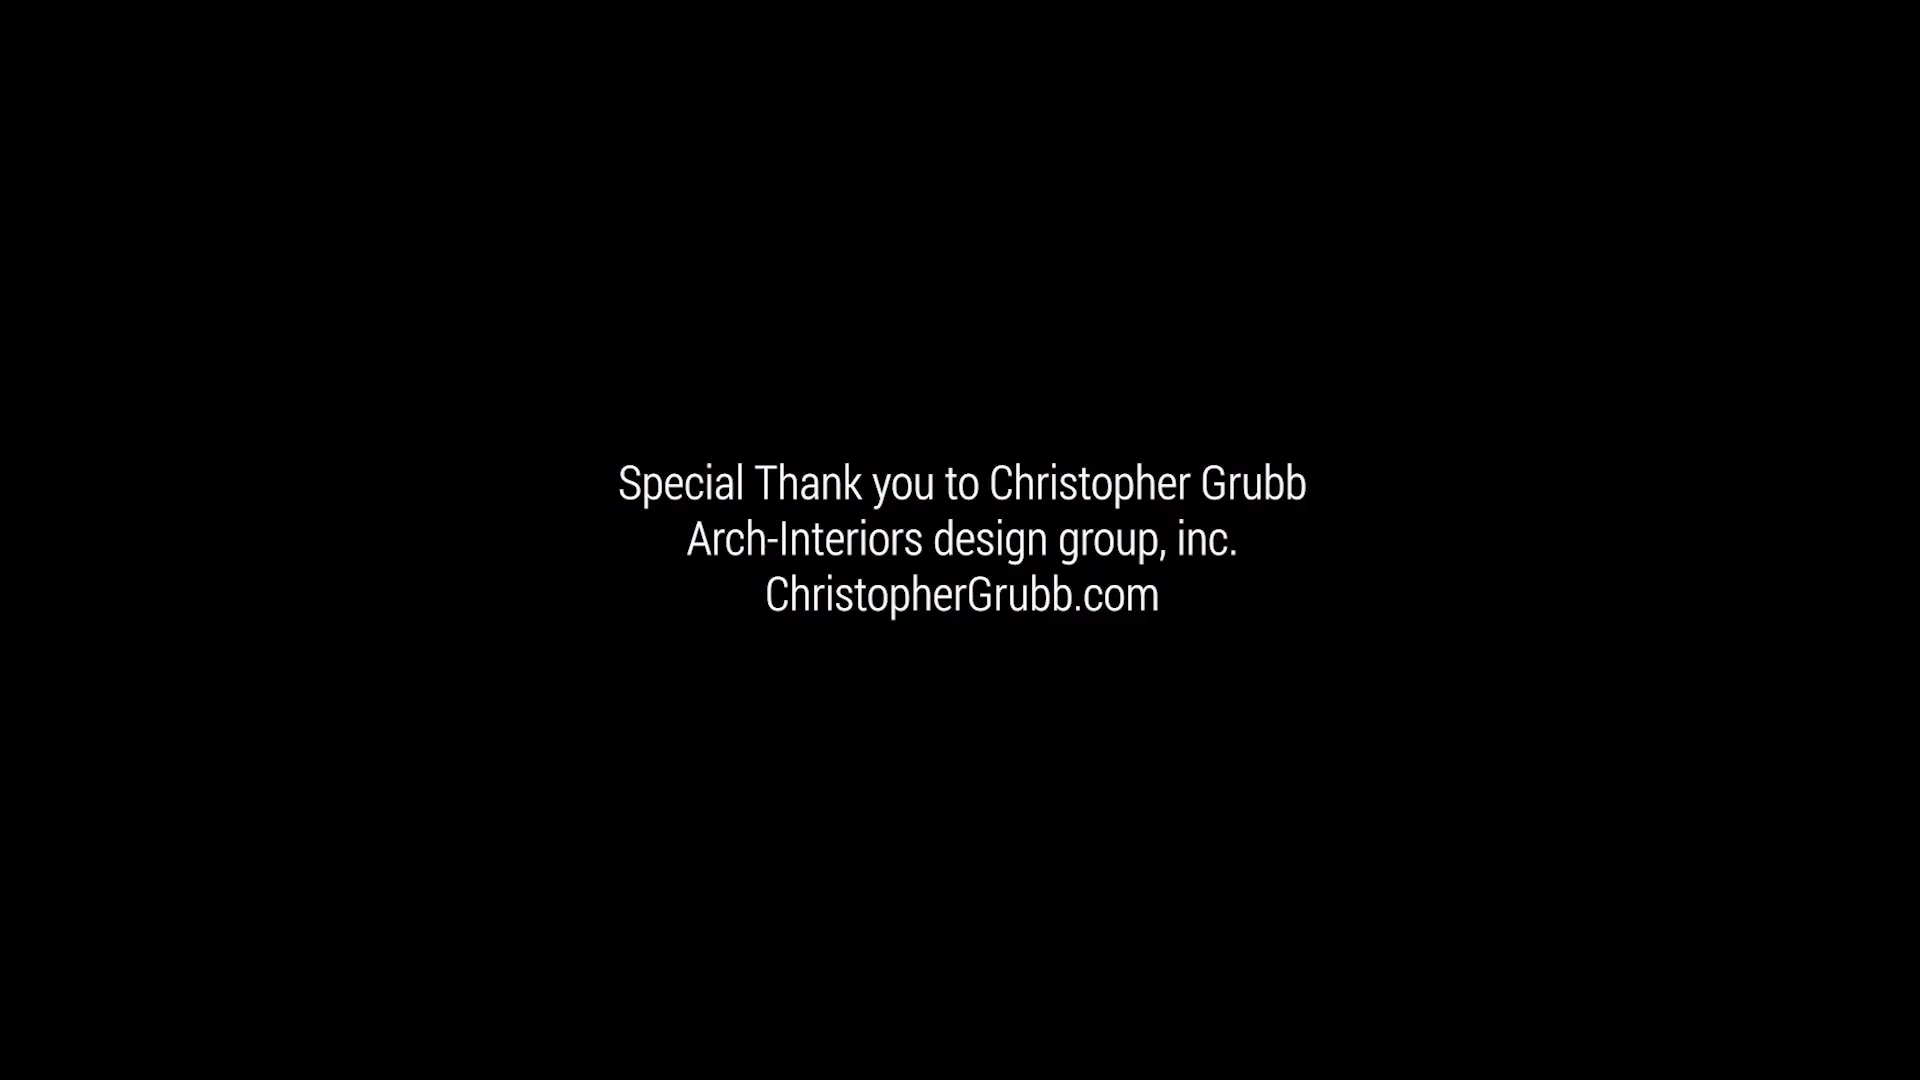 Special Thank you to Christopher Grubb
Arch-Interiors design group, inc.
ChristopherGrubb.com